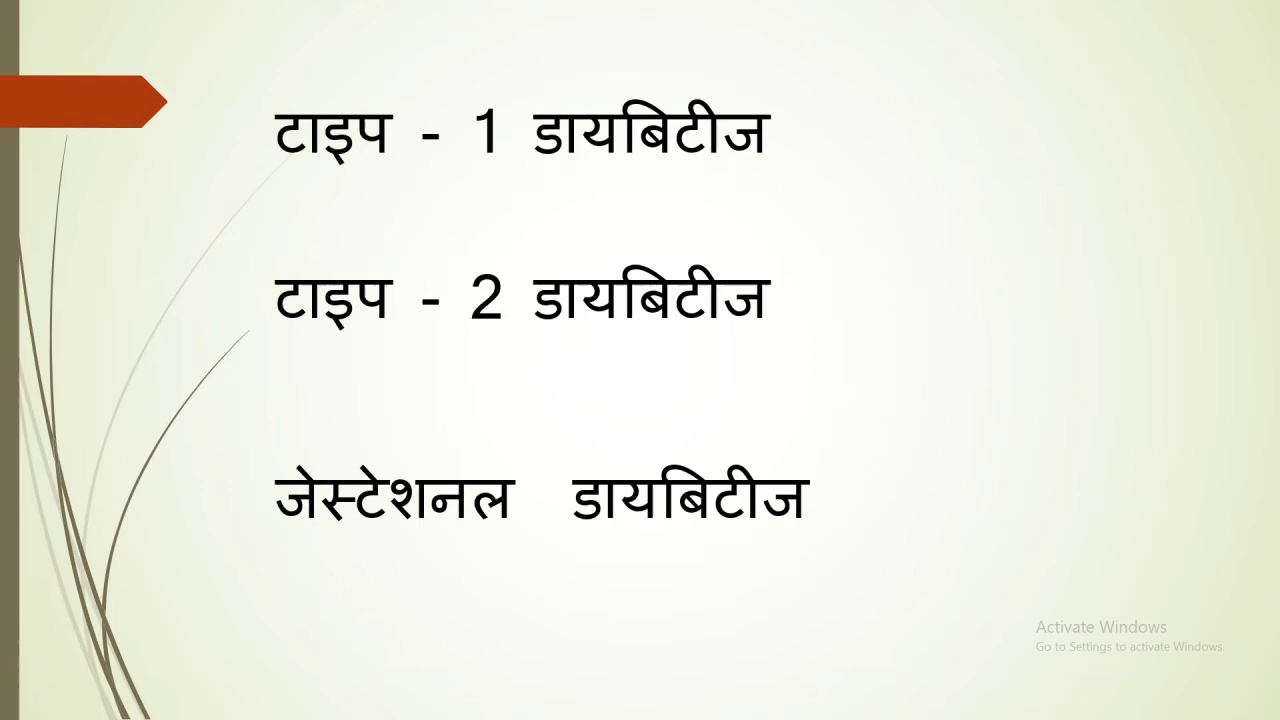 टाइप - 1 डायबिटीज
टाइप - 2 डायबिटीज
जेस्टेशनल डायबिटीज
Activate Windows
Go to Settings to activate Windows.